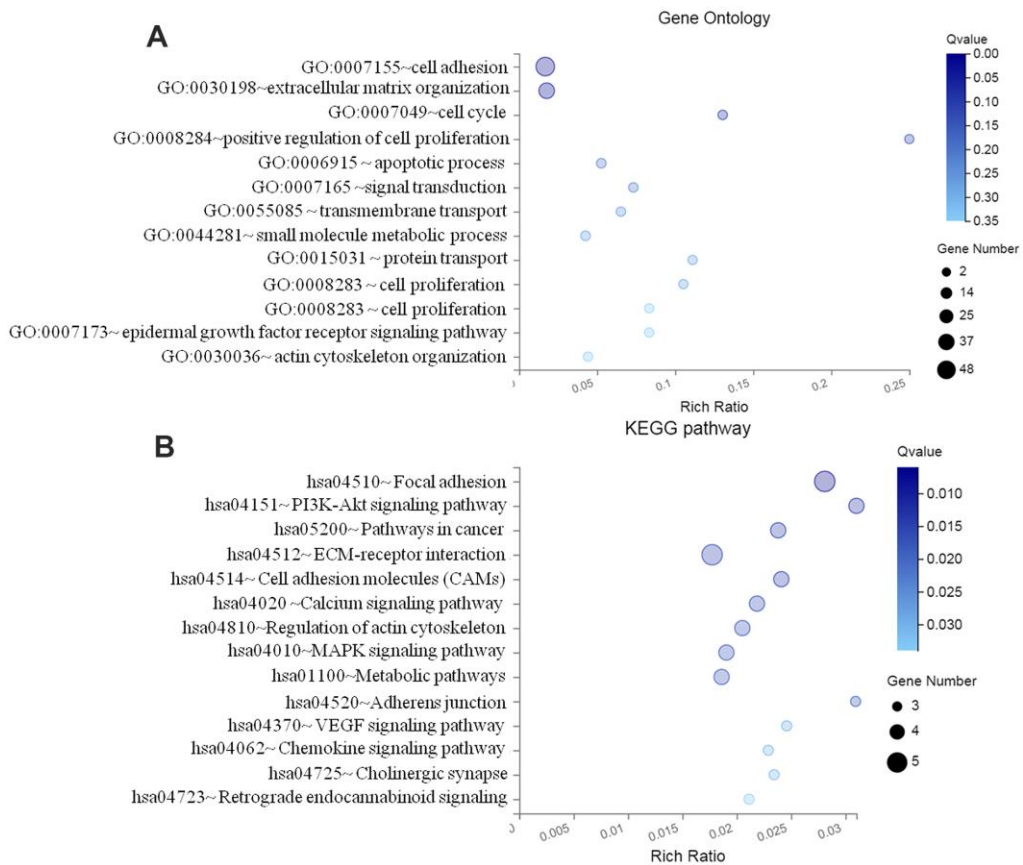 A
Gene Ontology
GO:0007155~cell adhesion
GO:0030198~extracellular matrix organization
GO:0007049~cell cycle
GO:0008284~positive regulation of cell proliferation
GO:0006915~apoptotic process
GO:0007165~signal transduction
GO:0055085~transmembrane transport
GO:0044281~small molecule metabolic process
GO:0015031~protein transport
GO:0008283~cell proliferation
GO:0008283~cell proliferation
GO:0007173~epidermal growth factor receptor signaling pathway
GO:0030036~actin cytoskeleton organization
0.05 0.1 0.15 0.2 0.25
Rich Ratio
Qvalue
0.00
0.05
0.10
0.15
0.20
0.25
0.30
0.35
Gene Number
2
14
25
37
48
B
KEGG pathway
hsa04510~Focal adhesion
hsa04151~PI3K-Akt signaling pathway
hsa05200~Pathways in cancer
hsa04512~ECM-receptor interaction
hsa04514~Cell adhesion molecules (CAMs)
hsa04020~Calcium signaling pathway
hsa04810~Regulation of actin cytoskeleton
hsa04010~MAPK signaling pathway
hsa01100~Metabolic pathways
hsa04520~Adherens junction
hsa04370~VEGF signaling pathway
hsa04062~Chemokine signaling pathway
hsa04725~Cholinergic synapse
hsa04723~Retrograde endocannabinoid signaling
0.005 0.01 0.015 0.02 0.025 0.03
Rich Ratio
Qvalue
0.010
0.015
0.020
0.025
0.030
Gene Number
3
4
5